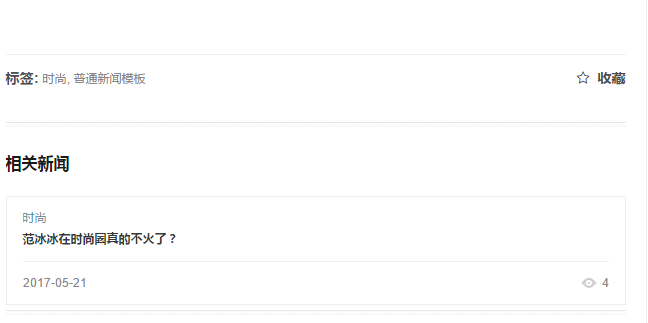 标签: 时尚, 普通新闻模板
收藏
相关新闻
时尚
范冰冰在时尚圈真的不火了？
2017-05-21
4